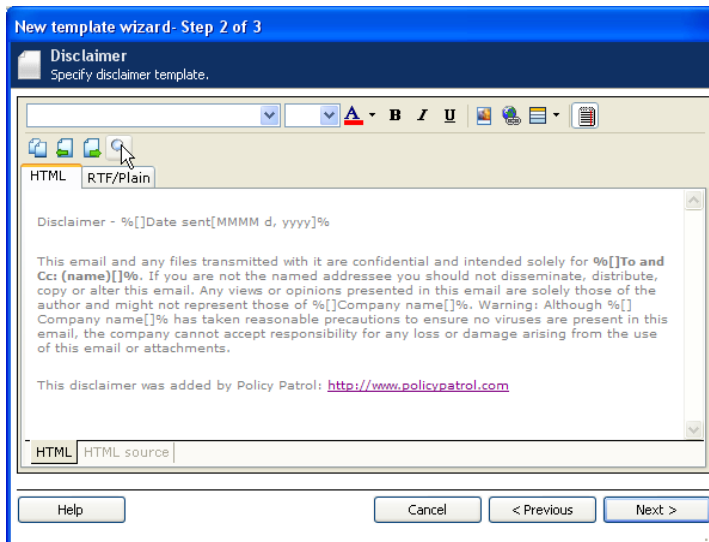 New template wizard- Step 2 of 3
Disclaimer
Specify disclaimer template.
A B I U
HTML RTF/Plain
Disclaimer - %[]Date sent[MMMM d, yyyy]%
This email and any files transmitted with it are confidential and intended solely for %[]To and
Cc: (name)[]%. If you are not the named addressee you should not disseminate, distribute,
copy or alter this email. Any views or opinions presented in this email are solely those of the
author and might not represent those of %[]Company name[]%. Warning: Although %[]
Company name[]% has taken reasonable precautions to ensure no viruses are present in this
email, the company cannot accept responsibility for any loss or damage arising from the use
of this email or attachments.
This disclaimer was added by Policy Patrol: http://www.policypatrol.com
HTML HTML source
Help Cancel < Previous Next >